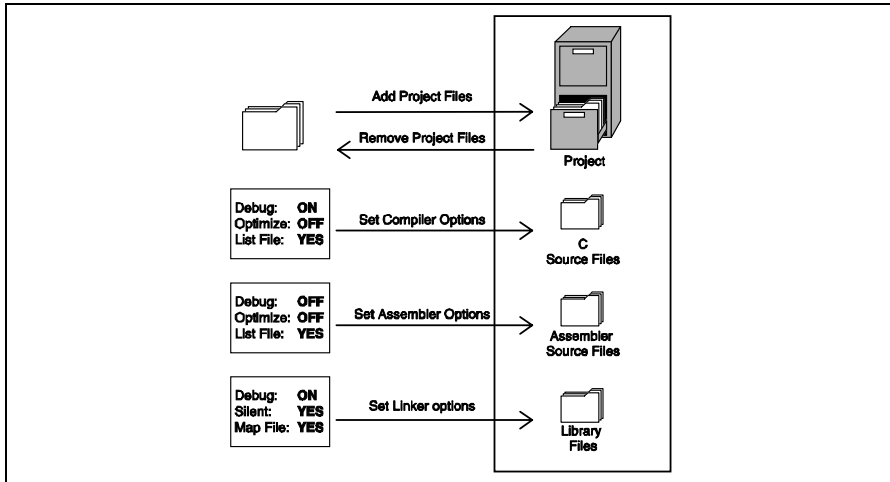 Add Project Files
Remove Project Files
Project
Debug: ON
Optimize: OFF
List File: YES
Set Compiler Options
C
Source Files
Debug: OFF
Optimize: OFF
List File: YES
Set Assembler Options
Assembler
Source Files
Debug: ON
Silent: YES
Map File: YES
Set Linker options
Library
Files